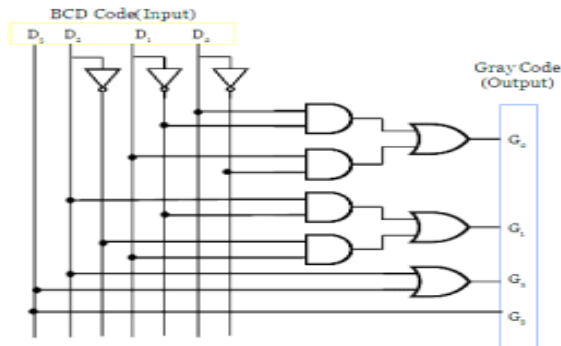 BCD Code(Input)
D₃ D₂ D₁ D₀
Gray Code
(Output)
G₀
G₁
G₂
G₃